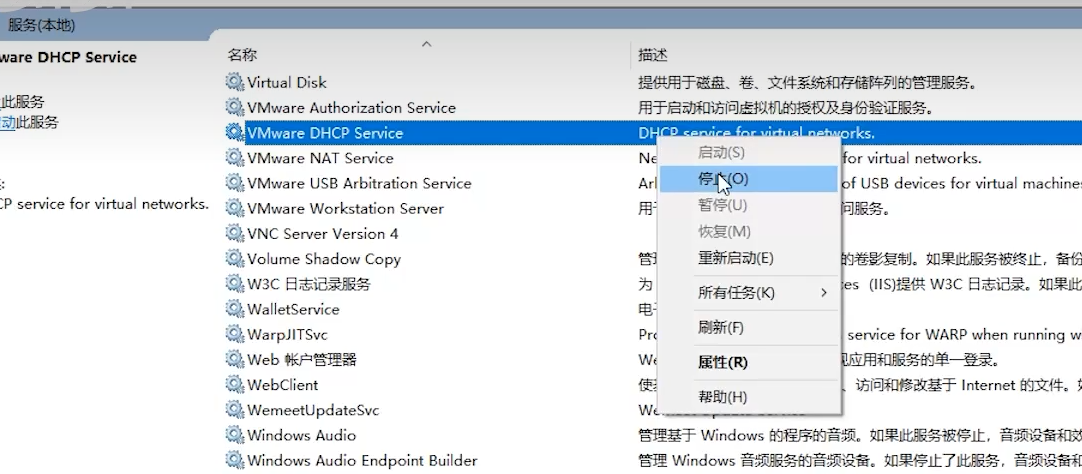 服务(本地)
ware DHCP Service
此服务
动此服务
CP service for virtual networks.
名称
描述
Virtual Disk
提供用于磁盘、卷、文件系统和存储阵列的管理服务。
VMware Authorization Service
用于启动和访问虚拟机的授权及身份验证服务。
VMware DHCP Service
DHCP service for virtual networks.
VMware NAT Service
for virtual networks.
VMware USB Arbitration Service
of USB devices for virtual machines
VMware Workstation Server
问服务。
VNC Server Version 4
Volume Shadow Copy
的卷影复制。如果此服务被终止，备份
W3C 日志记录服务
为
(IIS)提供 W3C 日志记录。如果此
WalletService
电子
WarpJITSvc
service for WARP when running w
Web 帐户管理器
应用和服务的单一登录。
WebClient
、访问和修改基于 Internet 的文件。
WemeetUpdateSvc
Windows Audio
管理基于 Windows 的程序的音频。如果此服务被停止，音频设备和效
Windows Audio Endpoint Builder
管理 Windows 音频服务的音频设备。如果停止了此服务，音频设备和
启动(S)
停止(O)
暂停(U)
恢复(M)
重新启动(E)
所有任务(K)
刷新(F)
属性(R)
帮助(H)